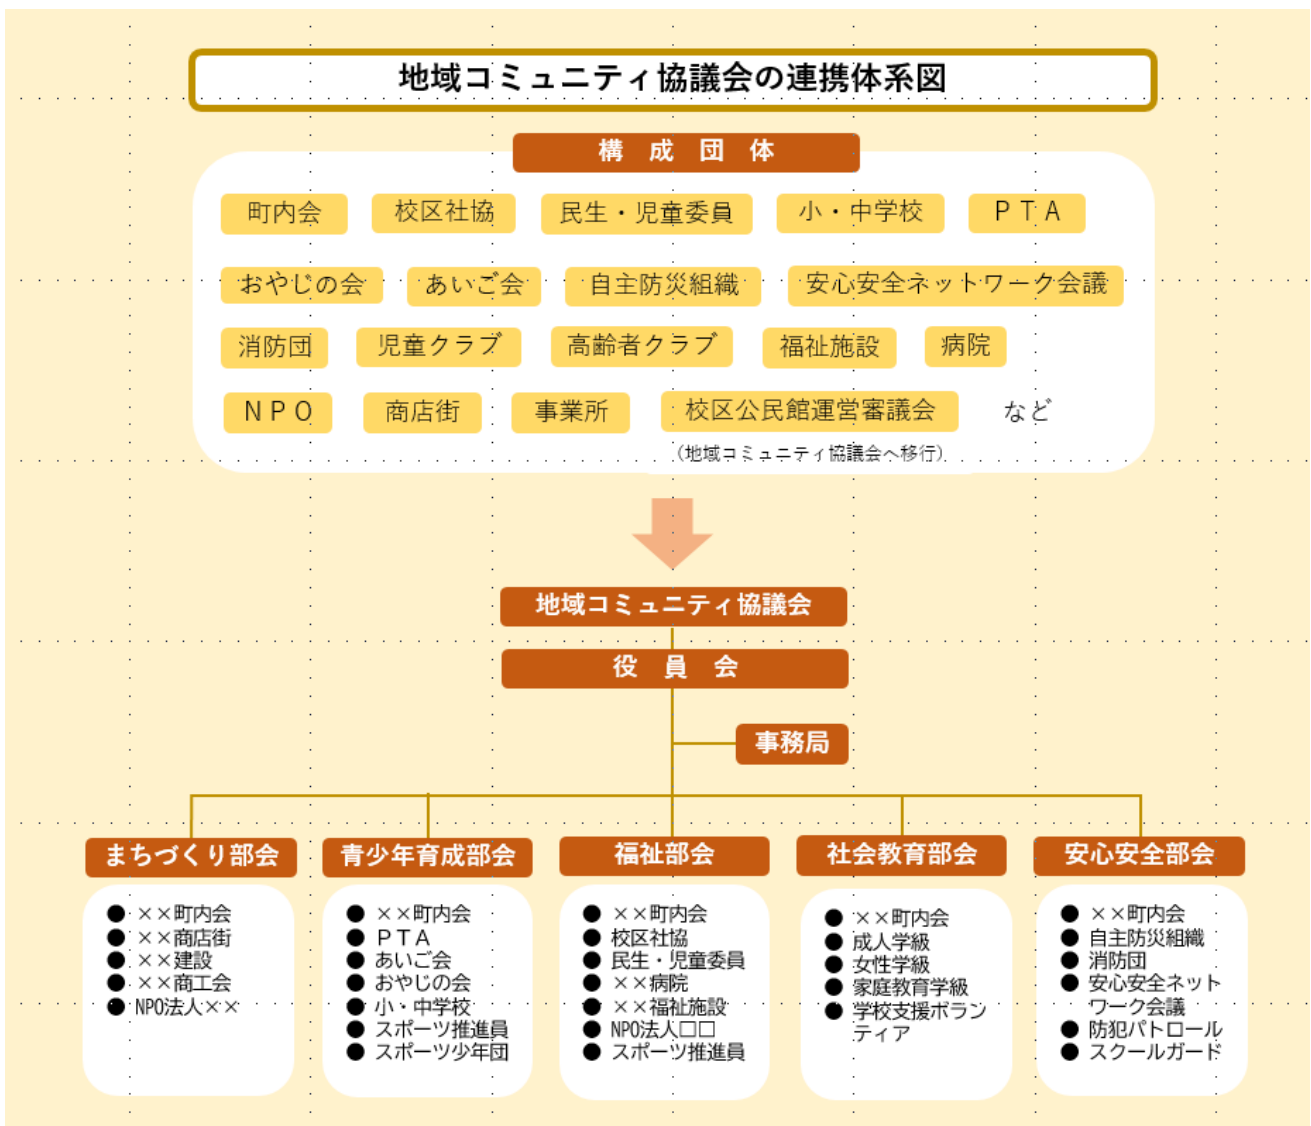 地域コミュニティ協議会の連携体系図
構成団体
町内会 校区社協 民生・児童委員 小・中学校 ＰＴＡ
おやじの会 あいご会 自主防災組織 安心安全ネットワーク会議
消防団 児童クラブ 高齢者クラブ 福祉施設 病院
ＮＰＯ 商店街 事業所 校区公民館運営審議会 など
（地域コミュニティ協議会へ移行）
地域コミュニティ協議会
役員会
事務局
まちづくり部会
●××町内会
●××商店街
●××建設
●××商工会
●NPO法人××
青少年育成部会
●××町内会
●ＰＴＡ
●あいご会
●おやじの会
●小・中学校
●スポーツ推進員
●スポーツ少年団
福祉部会
●××町内会
●校区社協
●民生・児童委員
●××病院
●××福祉施設
●NPO法人□□
●スポーツ推進員
社会教育部会
●××町内会
●成人学級
●女性学級
●家庭教育学級
●学校支援ボラン
ティア
安心安全部会
●××町内会
●自主防災組織
●消防団
●安心安全ネット
ワーク会議
●防犯パトロール
●スクールガード